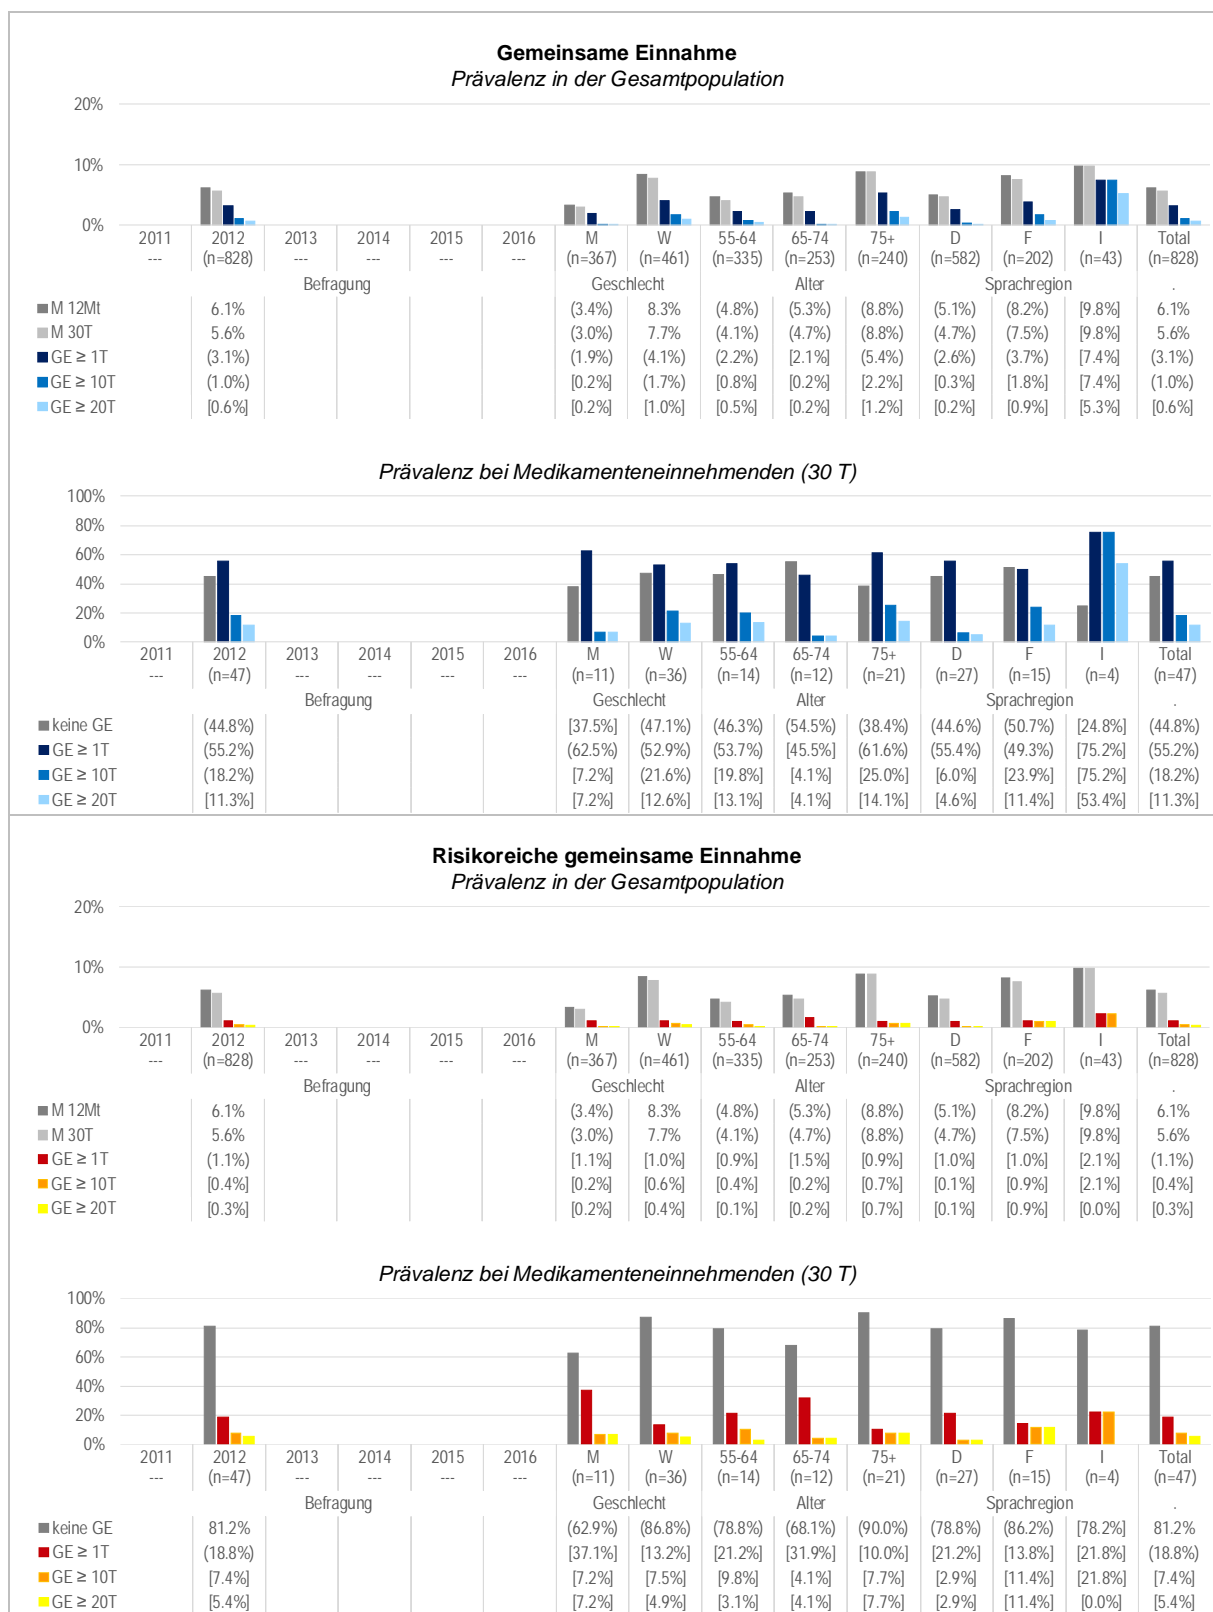 Gemeinsame Einnahme
Prävalenz in der Gesamtpopulation
20%
10%
0%
2011 2012 2013 2014 2015 2016 M W 55-64 65-74 75+ D F I Total
--- (n=828) --- --- --- --- (n=367) (n=461) (n=335) (n=253) (n=240) (n=582) (n=202) (n=43) (n=828)
Befragung Geschlecht Alter Sprachregion .
M 12Mt 6.1% (3.4%) 8.3% (4.8%) (5.3%) (8.8%) (5.1%) (8.2%) [9.8%] 6.1%
M 30T 5.6% (3.0%) 7.7% (4.1%) (4.7%) (8.8%) (4.7%) (7.5%) [9.8%] 5.6%
GE ≥ 1T (3.1%) (1.9%) (4.1%) (2.2%) [2.1%] (5.4%) (2.6%) (3.7%) [7.4%] (3.1%)
GE ≥ 10T (1.0%) [0.2%] (1.7%) [0.8%] [0.2%] [2.2%] [0.3%] [1.8%] [7.4%] (1.0%)
GE ≥ 20T [0.6%] [0.2%] [1.0%] [0.5%] [0.2%] [1.2%] [0.2%] [0.9%] [5.3%] [0.6%]
Prävalenz bei Medikamenteneinnehmenden (30 T)
100%
80%
60%
40%
20%
0%
2011 2012 2013 2014 2015 2016 M W 55-64 65-74 75+ D F I Total
--- (n=47) --- --- --- --- (n=11) (n=36) (n=14) (n=12) (n=21) (n=27) (n=15) (n=4) (n=47)
Befragung Geschlecht Alter Sprachregion .
keine GE (44.8%) [37.5%] (47.1%) (46.3%) (54.5%) (38.4%) (44.6%) (50.7%) [24.8%] (44.8%)
GE ≥ 1T (55.2%) (62.5%) (52.9%) (53.7%) [45.5%] (61.6%) (55.4%) (49.3%) [75.2%] (55.2%)
GE ≥ 10T (18.2%) [7.2%] (21.6%) [19.8%] [4.1%] [25.0%] [6.0%] [23.9%] [75.2%] (18.2%)
GE ≥ 20T [11.3%] [7.2%] [12.6%] [13.1%] [4.1%] [14.1%] [4.6%] [11.4%] [53.4%] [11.3%]
Risikoreiche gemeinsame Einnahme
Prävalenz in der Gesamtpopulation
20%
10%
0%
2011 2012 2013 2014 2015 2016 M W 55-64 65-74 75+ D F I Total
--- (n=828) --- --- --- --- (n=367) (n=461) (n=335) (n=253) (n=240) (n=582) (n=202) (n=43) (n=828)
Befragung Geschlecht Alter Sprachregion .
M 12Mt 6.1% (3.4%) 8.3% (4.8%) (5.3%) (8.8%) (5.1%) (8.2%) [9.8%] 6.1%
M 30T 5.6% (3.0%) 7.7% (4.1%) (4.7%) (8.8%) (4.7%) (7.5%) [9.8%] 5.6%
GE ≥ 1T (1.1%) [1.1%] [1.0%] [0.9%] [1.5%] [0.9%] [1.0%] [1.0%] [2.1%] (1.1%)
GE ≥ 10T [0.4%] [0.2%] [0.6%] [0.4%] [0.2%] [0.7%] [0.1%] [0.9%] [2.1%] [0.4%]
GE ≥ 20T [0.3%] [0.2%] [0.4%] [0.1%] [0.2%] [0.7%] [0.1%] [0.9%] [0.0%] [0.3%]
Prävalenz bei Medikamenteneinnehmenden (30 T)
100%
80%
60%
40%
20%
0%
2011 2012 2013 2014 2015 2016 M W 55-64 65-74 75+ D F I Total
--- (n=47) --- --- --- --- (n=11) (n=36) (n=14) (n=12) (n=21) (n=27) (n=15) (n=4) (n=47)
Befragung Geschlecht Alter Sprachregion .
keine GE 81.2% (62.9%) (86.8%) (78.8%) (68.1%) (90.0%) (78.8%) (86.2%) [78.2%] 81.2%
GE ≥ 1T (18.8%) [37.1%] [13.2%] [21.2%] [31.9%] [10.0%] [21.2%] [13.8%] [21.8%] (18.8%)
GE ≥ 10T [7.4%] [7.2%] [7.5%] [9.8%] [4.1%] [7.7%] [2.9%] [11.4%] [21.8%] [7.4%]
GE ≥ 20T [5.4%] [7.2%] [4.9%] [3.1%] [4.1%] [7.7%] [2.9%] [11.4%] [0.0%] [5.4%]